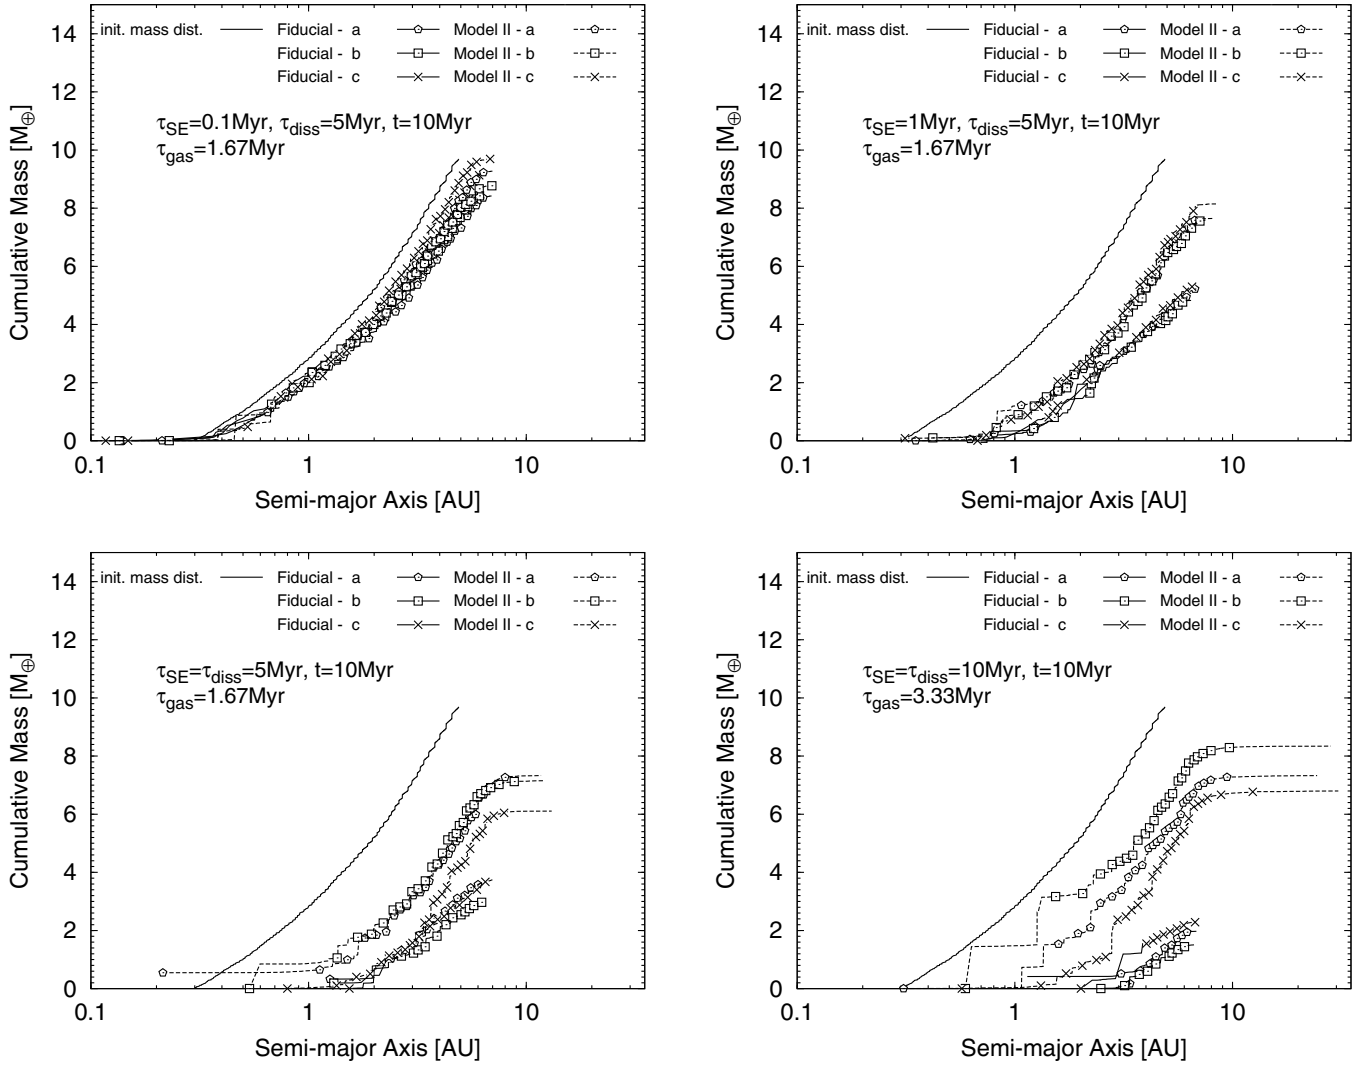 init. mass dist. Fiducial - a Model II - a
Fiducial - b Model II - b
Fiducial - c Model II - c
τSE=0.1Myr, τdiss=5Myr, t=10Myr
τgas=1.67Myr
Cumulative Mass [M⊕]
0 2 4 6 8 10 12 14
0.1 1 10
Semi-major Axis [AU]
init. mass dist. Fiducial - a Model II - a
Fiducial - b Model II - b
Fiducial - c Model II - c
τSE=1Myr, τdiss=5Myr, t=10Myr
τgas=1.67Myr
Cumulative Mass [M⊕]
0 2 4 6 8 10 12 14
0.1 1 10
Semi-major Axis [AU]
init. mass dist. Fiducial - a Model II - a
Fiducial - b Model II - b
Fiducial - c Model II - c
τSE=τdiss=5Myr, t=10Myr
τgas=1.67Myr
Cumulative Mass [M⊕]
0 2 4 6 8 10 12 14
0.1 1 10
Semi-major Axis [AU]
init. mass dist. Fiducial - a Model II - a
Fiducial - b Model II - b
Fiducial - c Model II - c
τSE=τdiss=10Myr, t=10Myr
τgas=3.33Myr
Cumulative Mass [M⊕]
0 2 4 6 8 10 12 14
0.1 1 10
Semi-major Axis [AU]